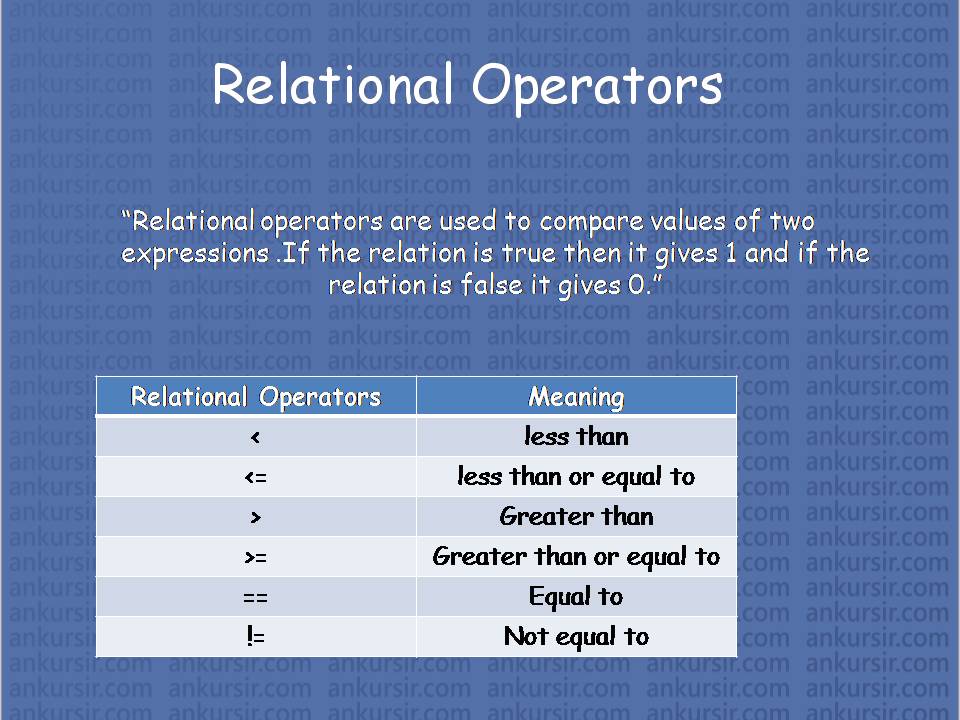 Relational Operators
“Relational operators are used to compare values of two
expressions .If the relation is true then it gives 1 and if the
relation is false it gives 0.”
Relational Operators Meaning
< less than
<= less than or equal to
> Greater than
>= Greater than or equal to
== Equal to
!= Not equal to
ankursir.com